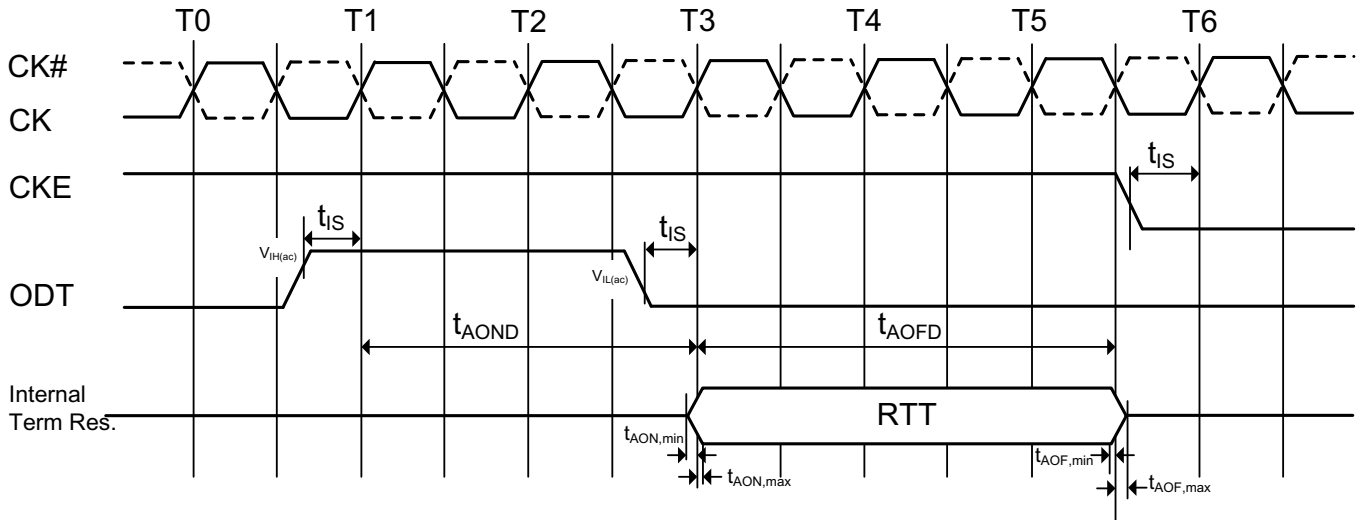 T0 T1 T2 T3 T4 T5 T6
CK#
CK
CKE
tIS
tIS
tIS
VIH(ac)
VIL(ac)
ODT
tAOND
tAOFD
Internal
Term Res.
RTT
tAON,min
tAOF,min
tAON,max
tAOF,max